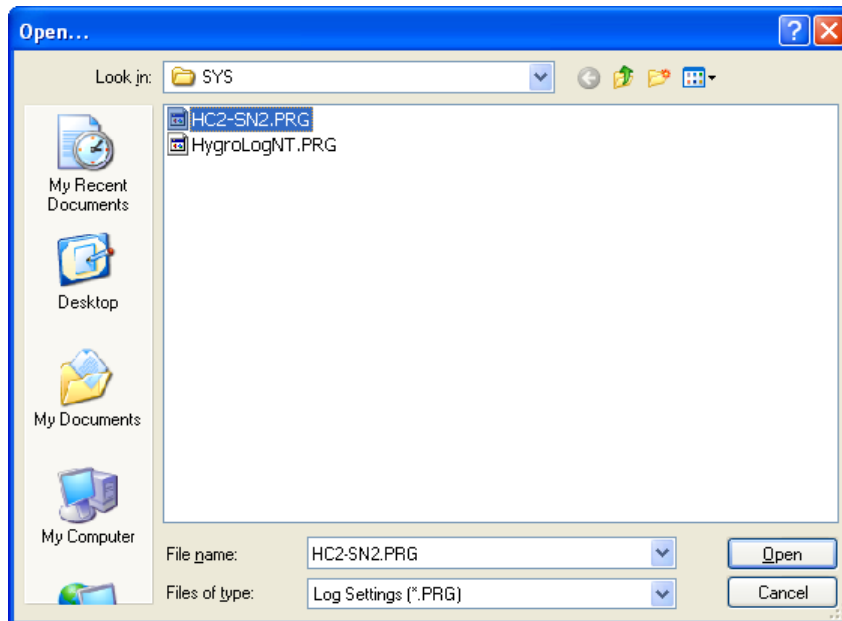 Open...
Look in:
SYS
HC2-SN2.PRG
HygroLogNT.PRG
My Recent
Documents
Desktop
My Documents
My Computer
File name:
HC2-SN2.PRG
Open
Files of type:
Log Settings (*.PRG)
Cancel